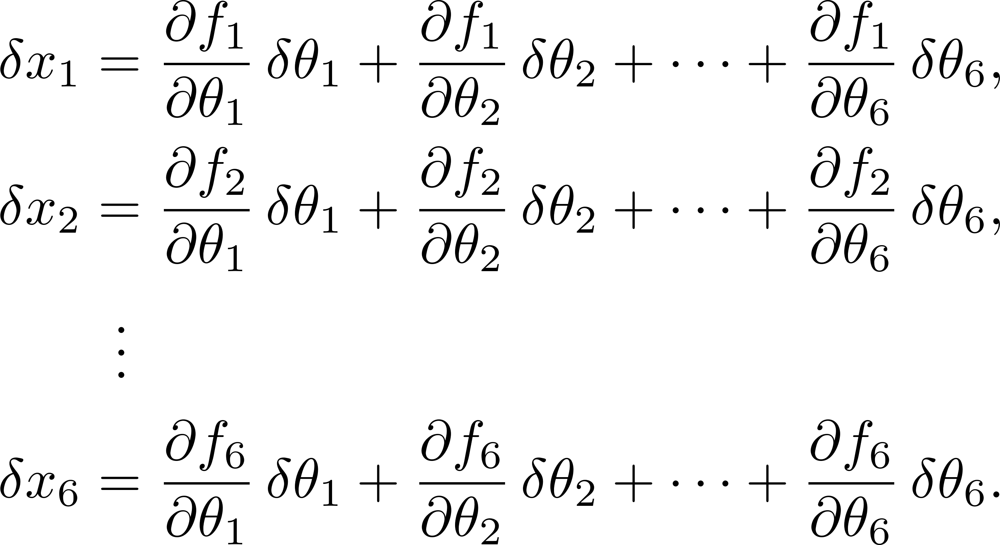 δx₁ = ∂f₁/∂θ₁ δθ₁ + ∂f₁/∂θ₂ δθ₂ + ⋯ + ∂f₁/∂θ₆ δθ₆,
δx₂ = ∂f₂/∂θ₁ δθ₁ + ∂f₂/∂θ₂ δθ₂ + ⋯ + ∂f₂/∂θ₆ δθ₆,
⋮
δx₆ = ∂f₆/∂θ₁ δθ₁ + ∂f₆/∂θ₂ δθ₂ + ⋯ + ∂f₆/∂θ₆ δθ₆.